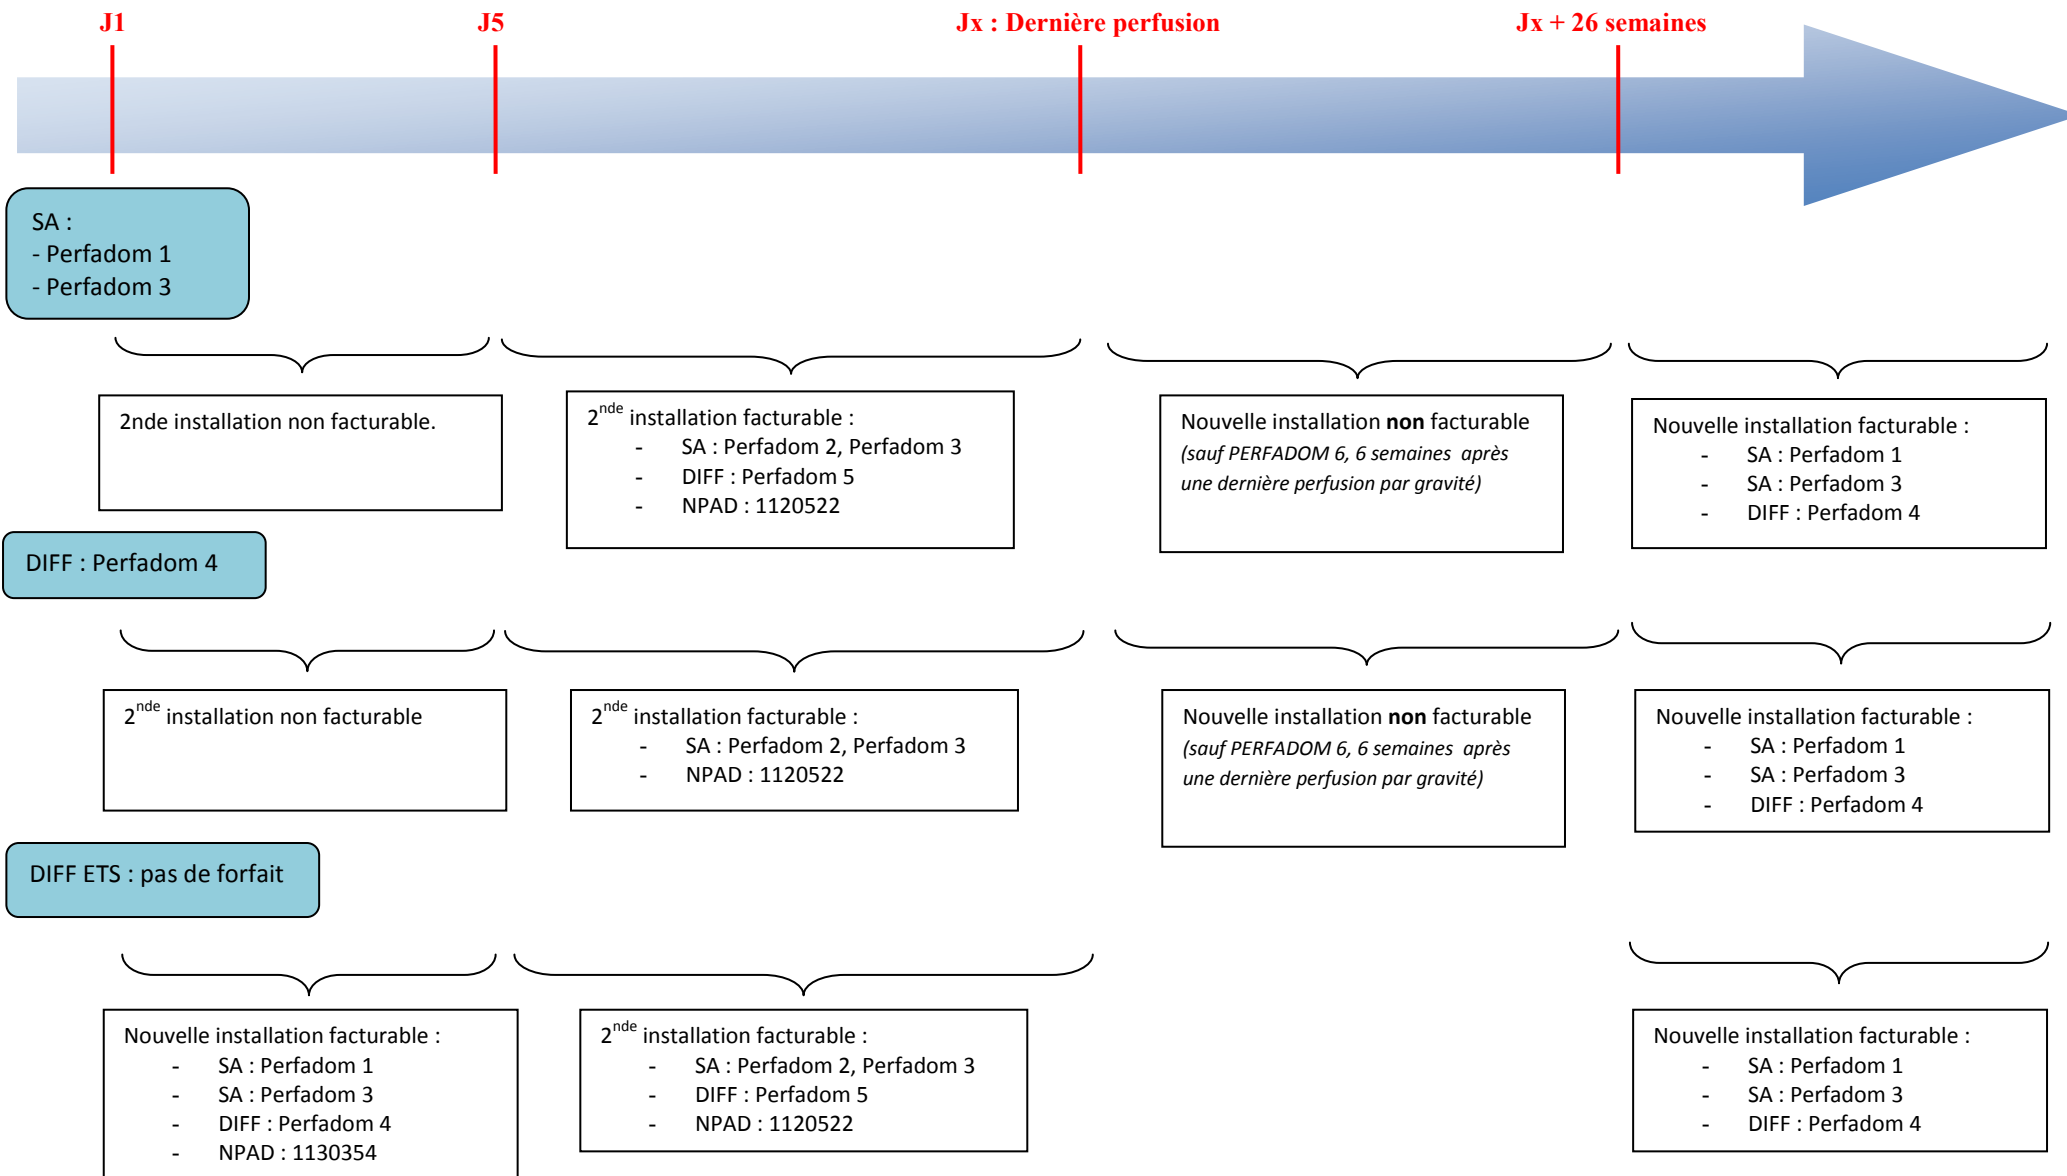 J1
J5
Jx : Dernière perfusion
Jx + 26 semaines
SA :
- Perfadom 1
- Perfadom 3
2nde installation non facturable.
2nde installation facturable :
- SA : Perfadom 2, Perfadom 3
- DIFF : Perfadom 5
- NPAD : 1120522
Nouvelle installation non facturable
(sauf PERFADOM 6, 6 semaines après
une dernière perfusion par gravité)
Nouvelle installation facturable :
- SA : Perfadom 1
- SA : Perfadom 3
- DIFF : Perfadom 4
DIFF : Perfadom 4
2nde installation non facturable
2nde installation facturable :
- SA : Perfadom 2, Perfadom 3
- NPAD : 1120522
Nouvelle installation non facturable
(sauf PERFADOM 6, 6 semaines après
une dernière perfusion par gravité)
Nouvelle installation facturable :
- SA : Perfadom 1
- SA : Perfadom 3
- DIFF : Perfadom 4
DIFF ETS : pas de forfait
Nouvelle installation facturable :
- SA : Perfadom 1
- SA : Perfadom 3
- DIFF : Perfadom 4
- NPAD : 1130354
2nde installation facturable :
- SA : Perfadom 2, Perfadom 3
- DIFF : Perfadom 5
- NPAD : 1120522
Nouvelle installation facturable :
- SA : Perfadom 1
- SA : Perfadom 3
- DIFF : Perfadom 4